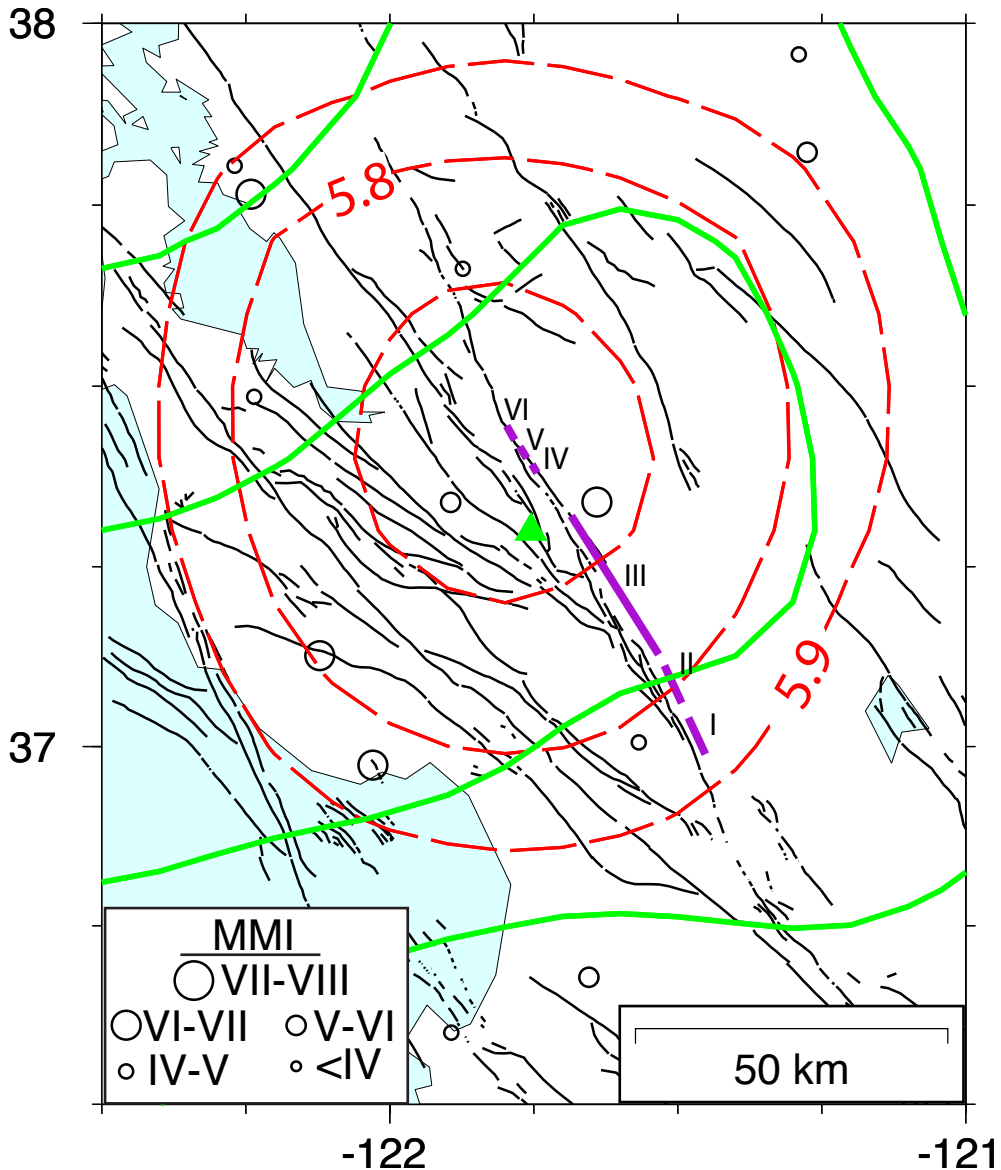 38
5.8
VI
V
IV
III
II
5.9
I
37
MMI
VII-VIII
VI-VII V-VI
IV-V <IV
50 km
-122 -121